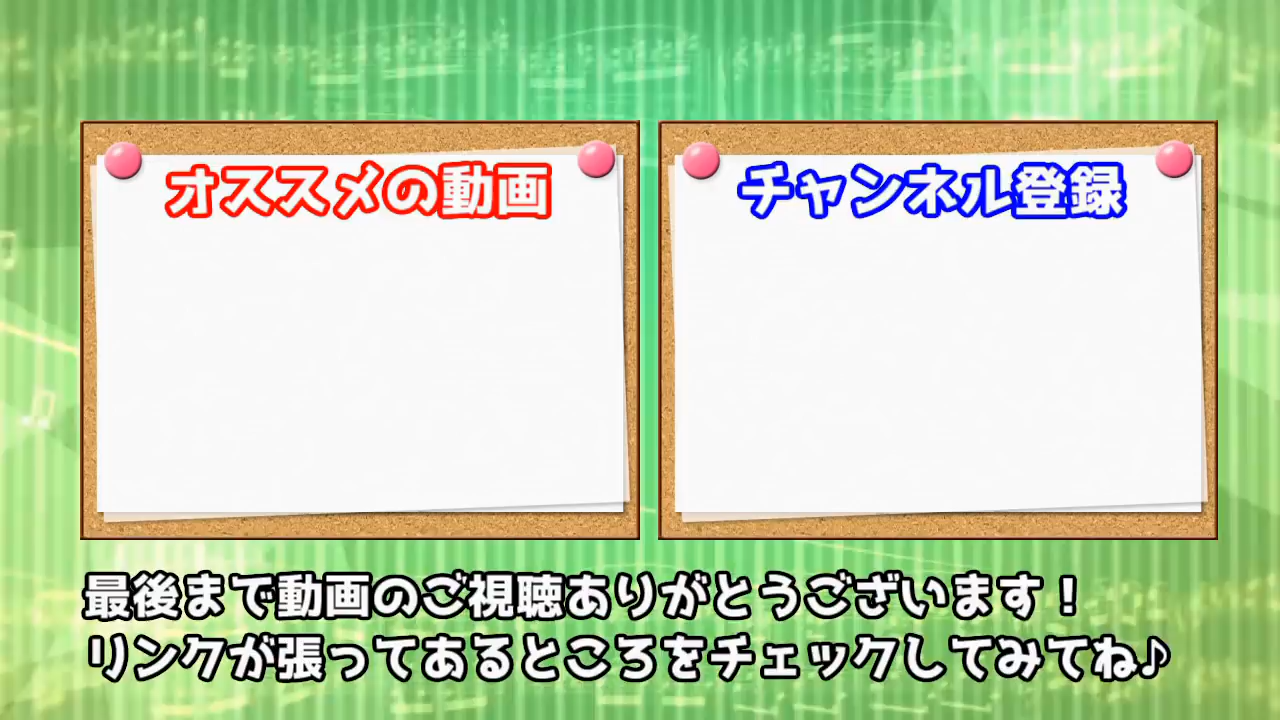 オススメの動画
チャンネル登録
最後まで動画のご視聴ありがとうございます！
リンクが張ってあるところをチェックしてみてね♪